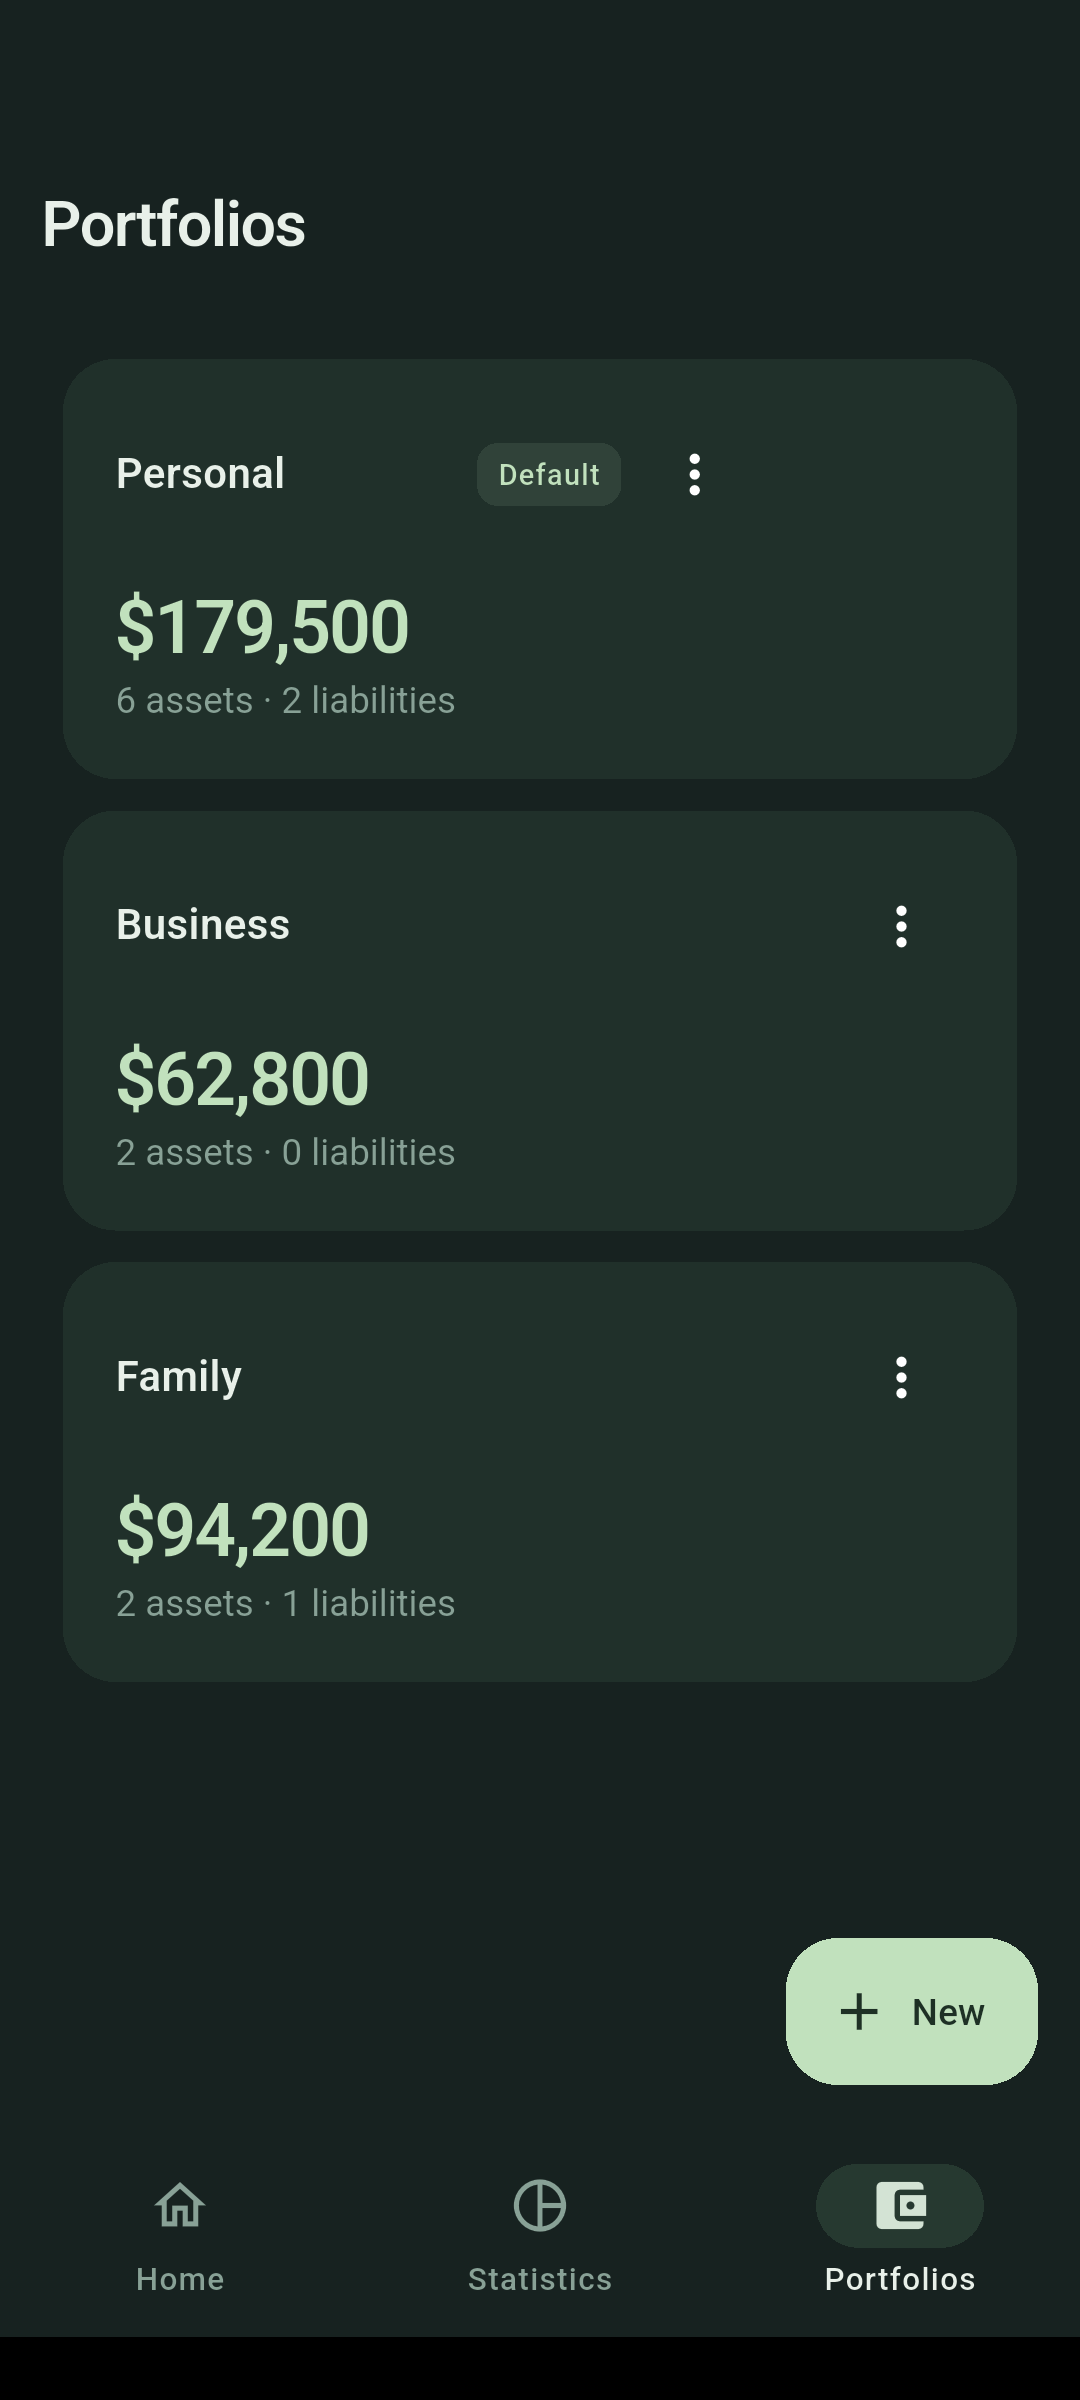 Portfolios
Personal
Default
$179,500
6 assets · 2 liabilities
Business
$62,800
2 assets · 0 liabilities
Family
$94,200
2 assets · 1 liabilities
New
Home
Statistics
Portfolios